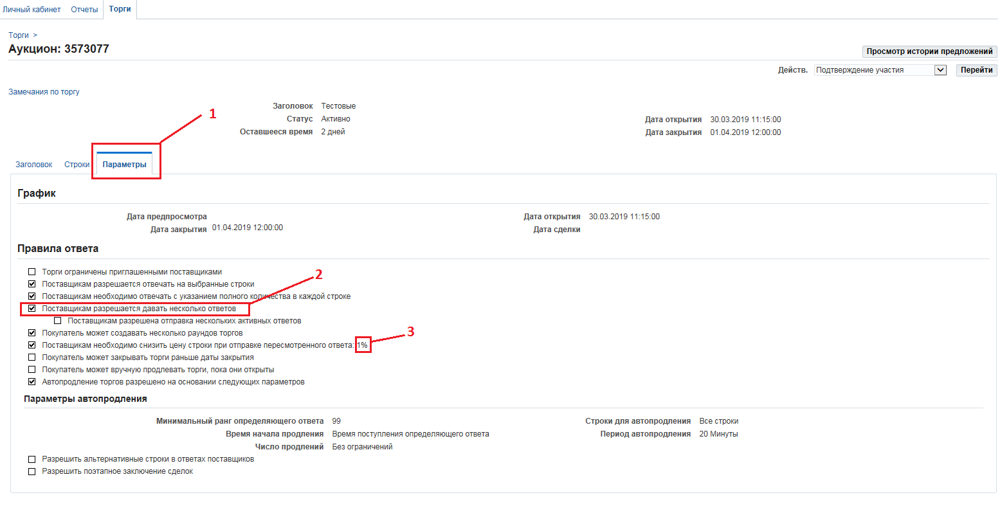 Личный кабинет Отчеты Торги
Торги >
Аукцион: 3573077
Просмотр истории предложений
Действ. Подтверждение участия Перейти
Замечания по торгу
Заголовок Тестовые
1
Статус Активно Дата открытия 30.03.2019 11:15:00
Оставшееся время 2 дней Дата закрытия 01.04.2019 12:00:00
Заголовок Строки Параметры
График
Дата предпросмотра Дата открытия 30.03.2019 11:15:00
Дата закрытия 01.04.2019 12:00:00 Дата сделки
Правила ответа
Торги ограничены приглашенными поставщиками
2
Поставщикам разрешается отвечать на выбранные строки
Поставщикам необходимо отвечать с указанием полного количества в каждой строке
Поставщикам разрешается давать несколько ответов
Поставщикам разрешена отправка нескольких активных ответов
3
Покупатель может создавать несколько раундов торгов
Поставщикам необходимо снизить цену строки при отправке пересмотренного ответа: 1%
Покупатель может закрывать торги раньше даты закрытия
Покупатель может вручную продлевать торги, пока они открыты
Автопродление торгов разрешено на основании следующих параметров
Параметры автопродления
Минимальный ранг определяющего ответа 99 Строки для автопродления Все строки
Время начала продления Время поступления определяющего ответа Период автопродления 20 Минуты
Число продлений Без ограничений
Разрешить альтернативные строки в ответах поставщиков
Разрешить поэтапное заключение сделок